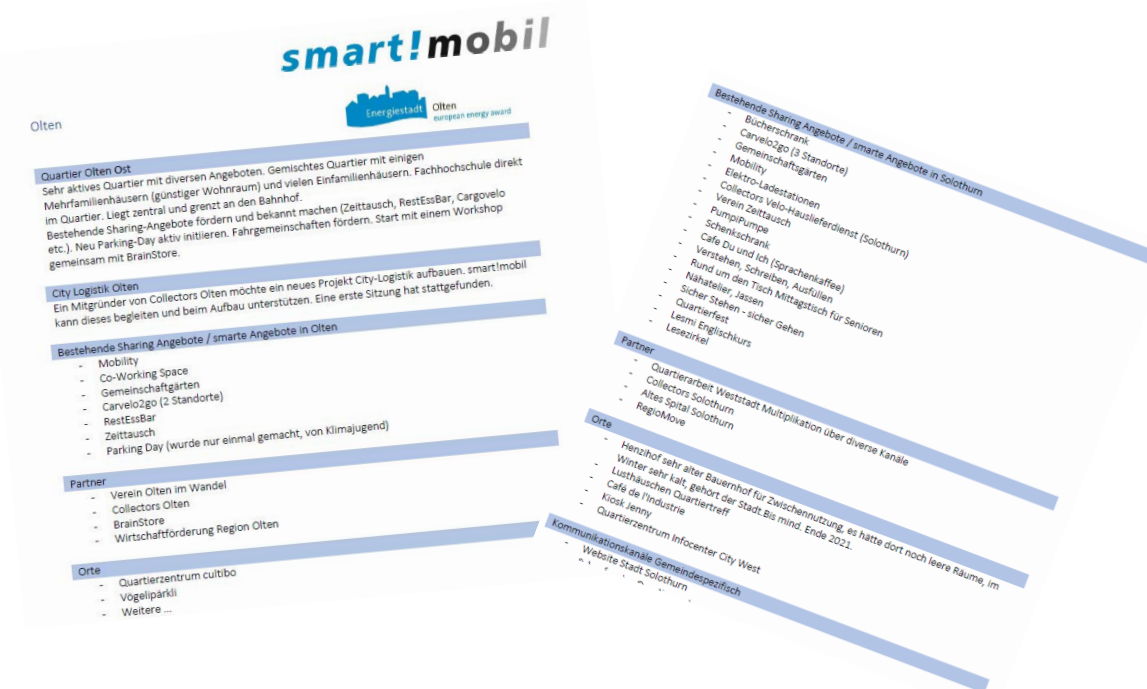 smart!mobil
Energiestadt
Olten
european energy award
Olten
Quartier Olten Ost
Sehr aktives Quartier mit diversen Angeboten. Gemischtes Quartier mit einigen
Mehrfamilienhäusern (günstiger Wohnraum) und vielen Einfamilienhäusern. Fachhochschule direkt
im Quartier. Liegt zentral und grenzt an den Bahnhof.
Bestehende Sharing-Angebote fördern und bekannt machen (Zeittausch, RestEssBar, Cargovelo
etc.). Neu Parking-Day aktiv initiieren. Fahrgemeinschaften fördern. Start mit einem Workshop
gemeinsam mit BrainStore.
City Logistik Olten
Ein Mitgründer von Collectors Olten möchte ein neues Projekt City-Logistik aufbauen. smart!mobil
kann dieses begleiten und beim Aufbau unterstützen. Eine erste Sitzung hat stattgefunden.
Bestehende Sharing Angebote / smarte Angebote in Olten
- Mobility
- Co-Working Space
- Gemeinschaftgärten
- Carvelo2go (2 Standorte)
- RestEssBar
- Zeittausch
- Parking Day (wurde nur einmal gemacht, von Klimajugend)
Partner
- Verein Olten im Wandel
- Collectors Olten
- BrainStore
- Wirtschaftförderung Region Olten
Orte
- Quartierzentrum cultibo
- Vögelipärkli
- Weitere ...
Bestehende Sharing Angebote / smarte Angebote in Solothurn
- Bücherschrank
- Carvelo2go (3 Standorte)
- Gemeinschaftsgärten
- Mobility
- Elektro-Ladestationen
- Collectors Velo-Hauslieferdienst (Solothurn)
- Verein Zeittausch
- PumpiPumpe
- Schenkschrank
- Cafe Du und Ich (Sprachenkaffee)
- Verstehen, Schreiben, Ausfüllen
- Rund um den Tisch Mittagstisch für Senioren
- Nähatelier, Jassen
- Sicher Stehen - sicher Gehen
- Quartierfest
- Lesmi Englischkurs
- Lesezirkel
Partner
- Quartierarbeit Weststadt Multiplikation über diverse Kanäle
- Collectors Solothurn
- Altes Spital Solothurn
- RegioMove
Orte
- Henzihof sehr alter Bauernhof für Zwischennutzung, es hätte dort noch leere Räume, im
Winter sehr kalt, gehört der Stadt.Bis mind. Ende 2021.
- Lusthäuschen Quartiertreff
- Café de l'Industrie
- Kiosk Jenny
- Quartierzentrum Infocenter City West
Kommunikationskanäle Gemeindespezifisch
- Website Stadt Solothurn